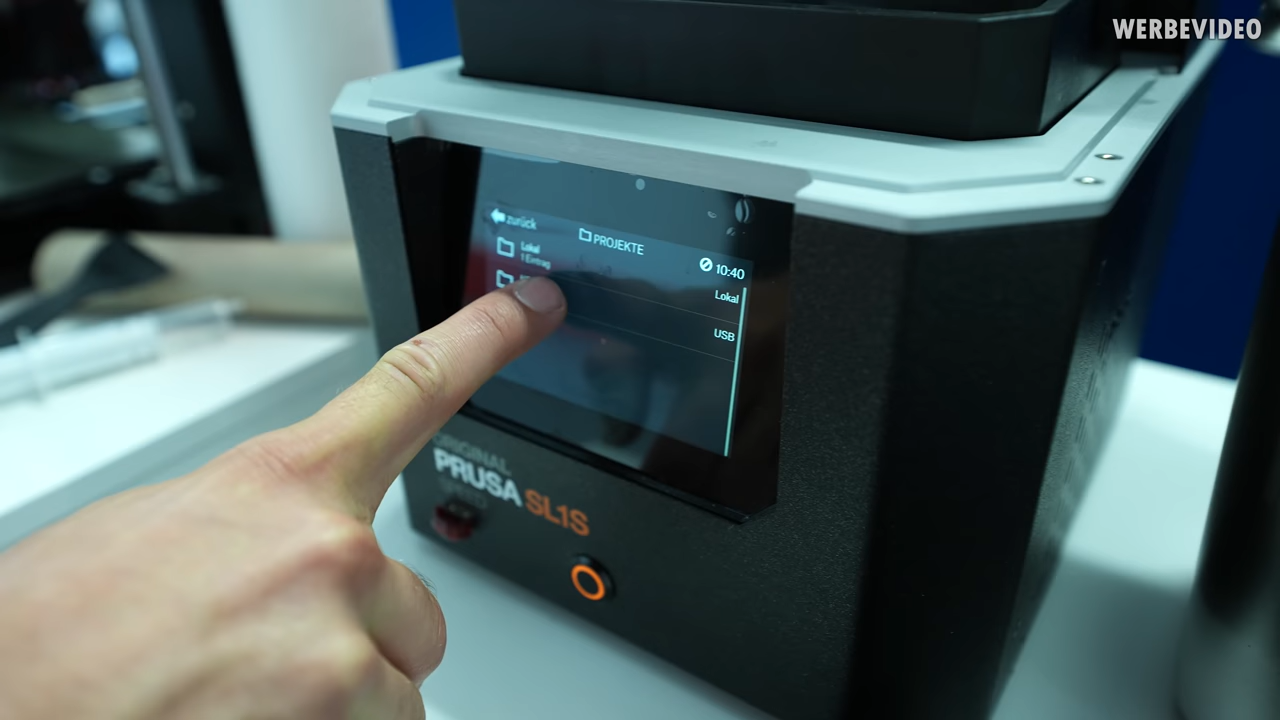 WERBEVIDEO
zurück
PROJEKTE
10:40
Lokal
1 Eintrag
Lokal
USB
ORIGINAL
PRUSA SL1S